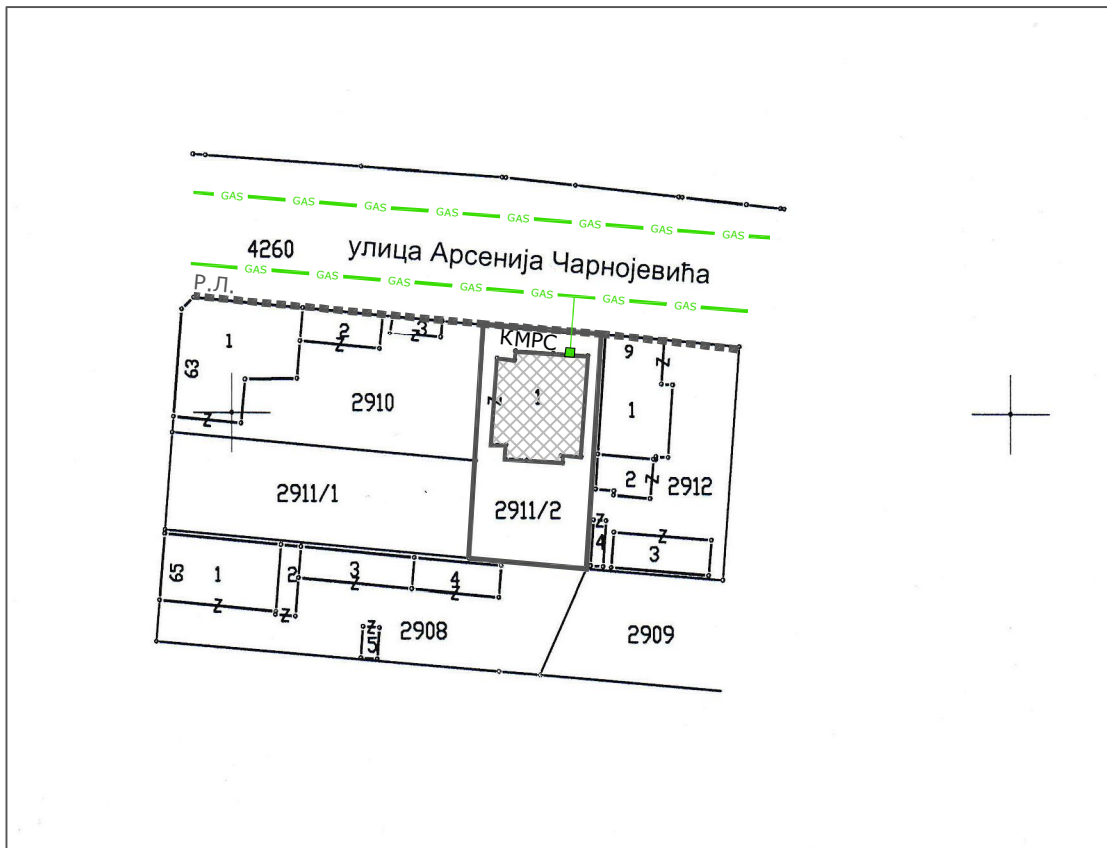 GAS GAS GAS GAS GAS GAS GAS GAS
4260 улица Арсенија Чарнојевића
GAS GAS GAS GAS GAS GAS GAS
Р.Л.
1 2 3 КМРС 9
Z Z Z
63 2910 Z 1 1
Z
2 Z 2912
2911/1 2911/2
Z 4 Z 3
65 1 2 3 4
Z Z Z Z
Z 5 2908 2909